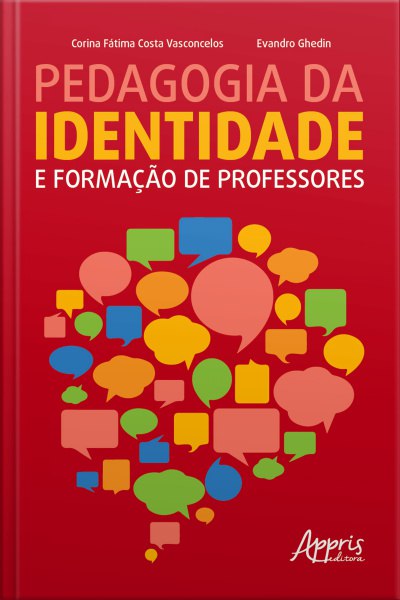 Corina Fátima Costa Vasconcelos Evandro Ghedin
PEDAGOGIA DA
IDENTIDADE
E FORMAÇÃO DE PROFESSORES
Appris
editora